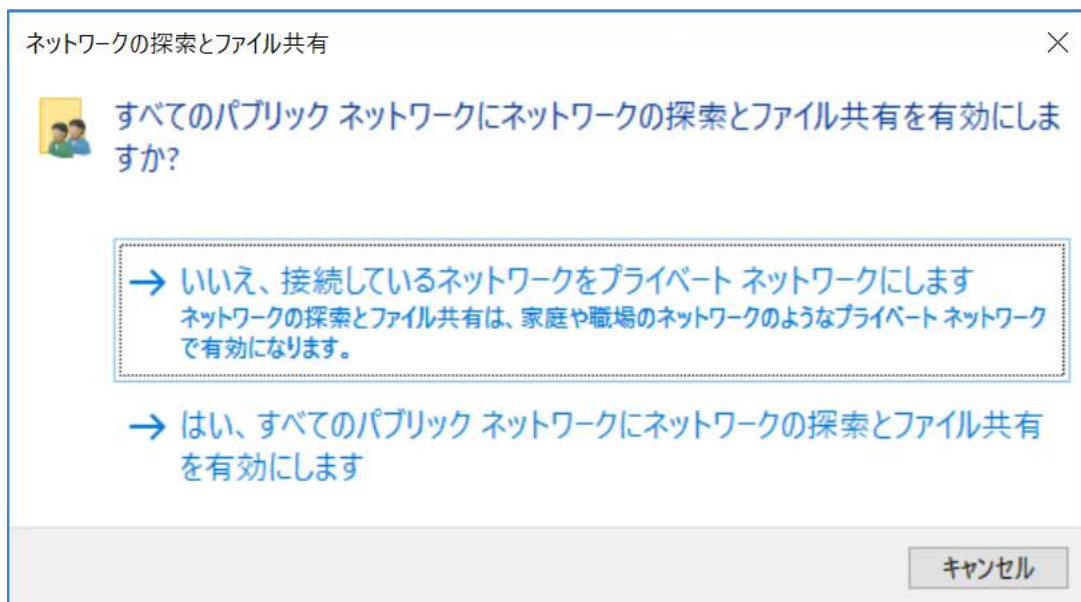 ネットワークの探索とファイル共有
すべてのパブリック ネットワークにネットワークの探索とファイル共有を有効にしま
すか?
いいえ、接続しているネットワークをプライベート ネットワークにします
ネットワークの探索とファイル共有は、家庭や職場のネットワークのようなプライベート ネットワーク
で有効になります。
はい、すべてのパブリック ネットワークにネットワークの探索とファイル共有
を有効にします
キャンセル